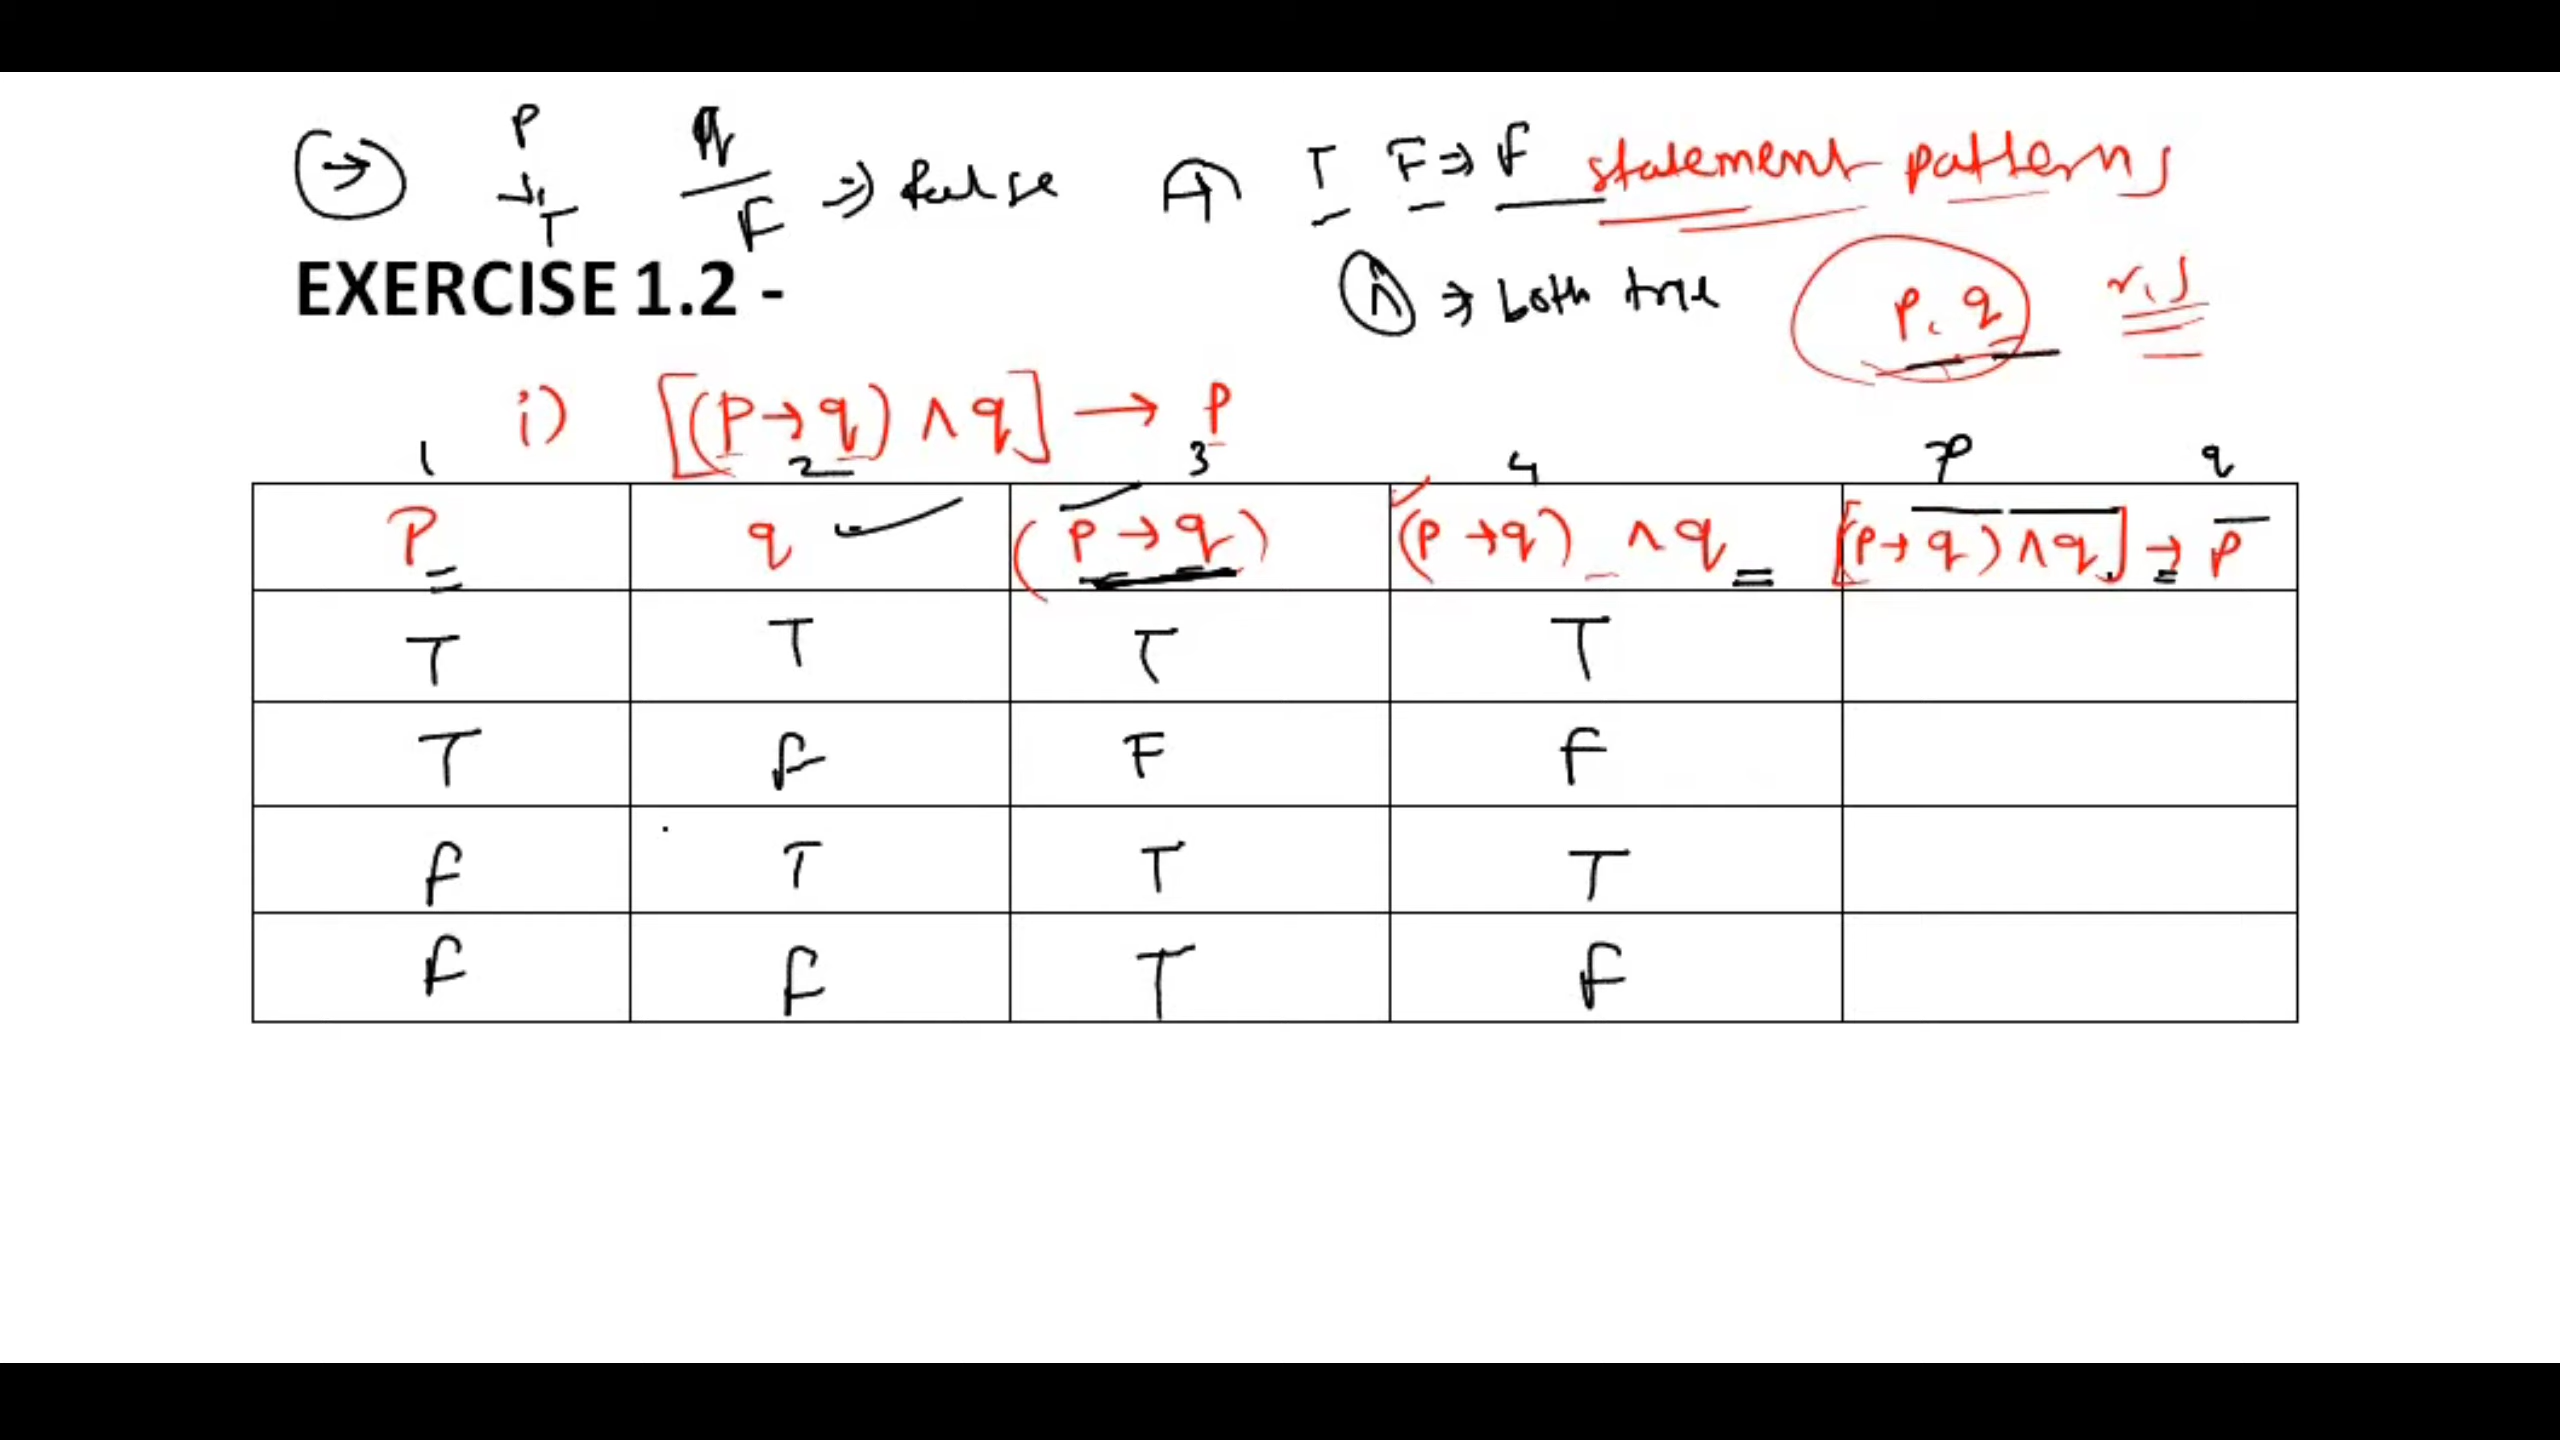 → p q ⇒ false → T F ⇒ F statement patterns
T F
EXERCISE 1.2 - ∧ ⇒ both true p, q r, s
i) [(p→q) ∧ q] → p
1 2 3 4 p q
p q (p → q) (p → q) ∧ q [p → q) ∧ q] → p
T T T T
T F F F
F T T T
F F T F